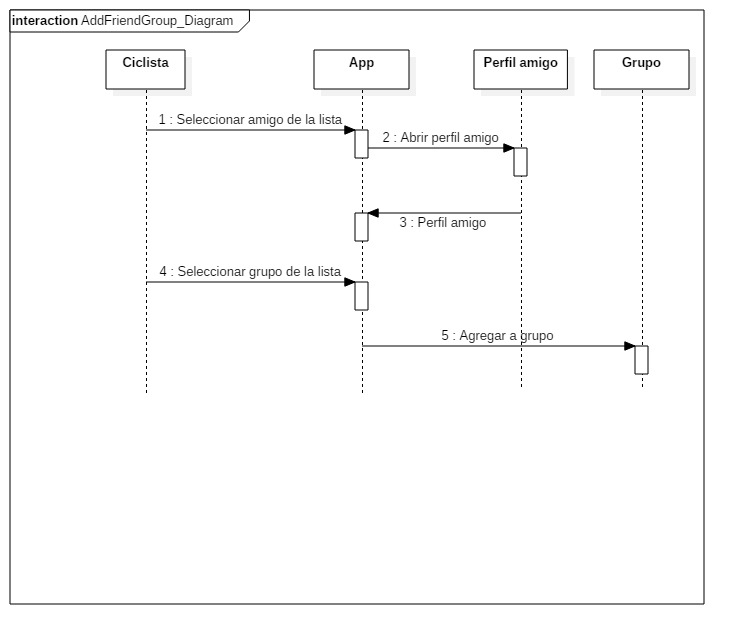 interaction AddFriendGroup_Diagram
Ciclista
App
Perfil amigo
Grupo
1 : Seleccionar amigo de la lista
2 : Abrir perfil amigo
3 : Perfil amigo
4 : Seleccionar grupo de la lista
5 : Agregar a grupo